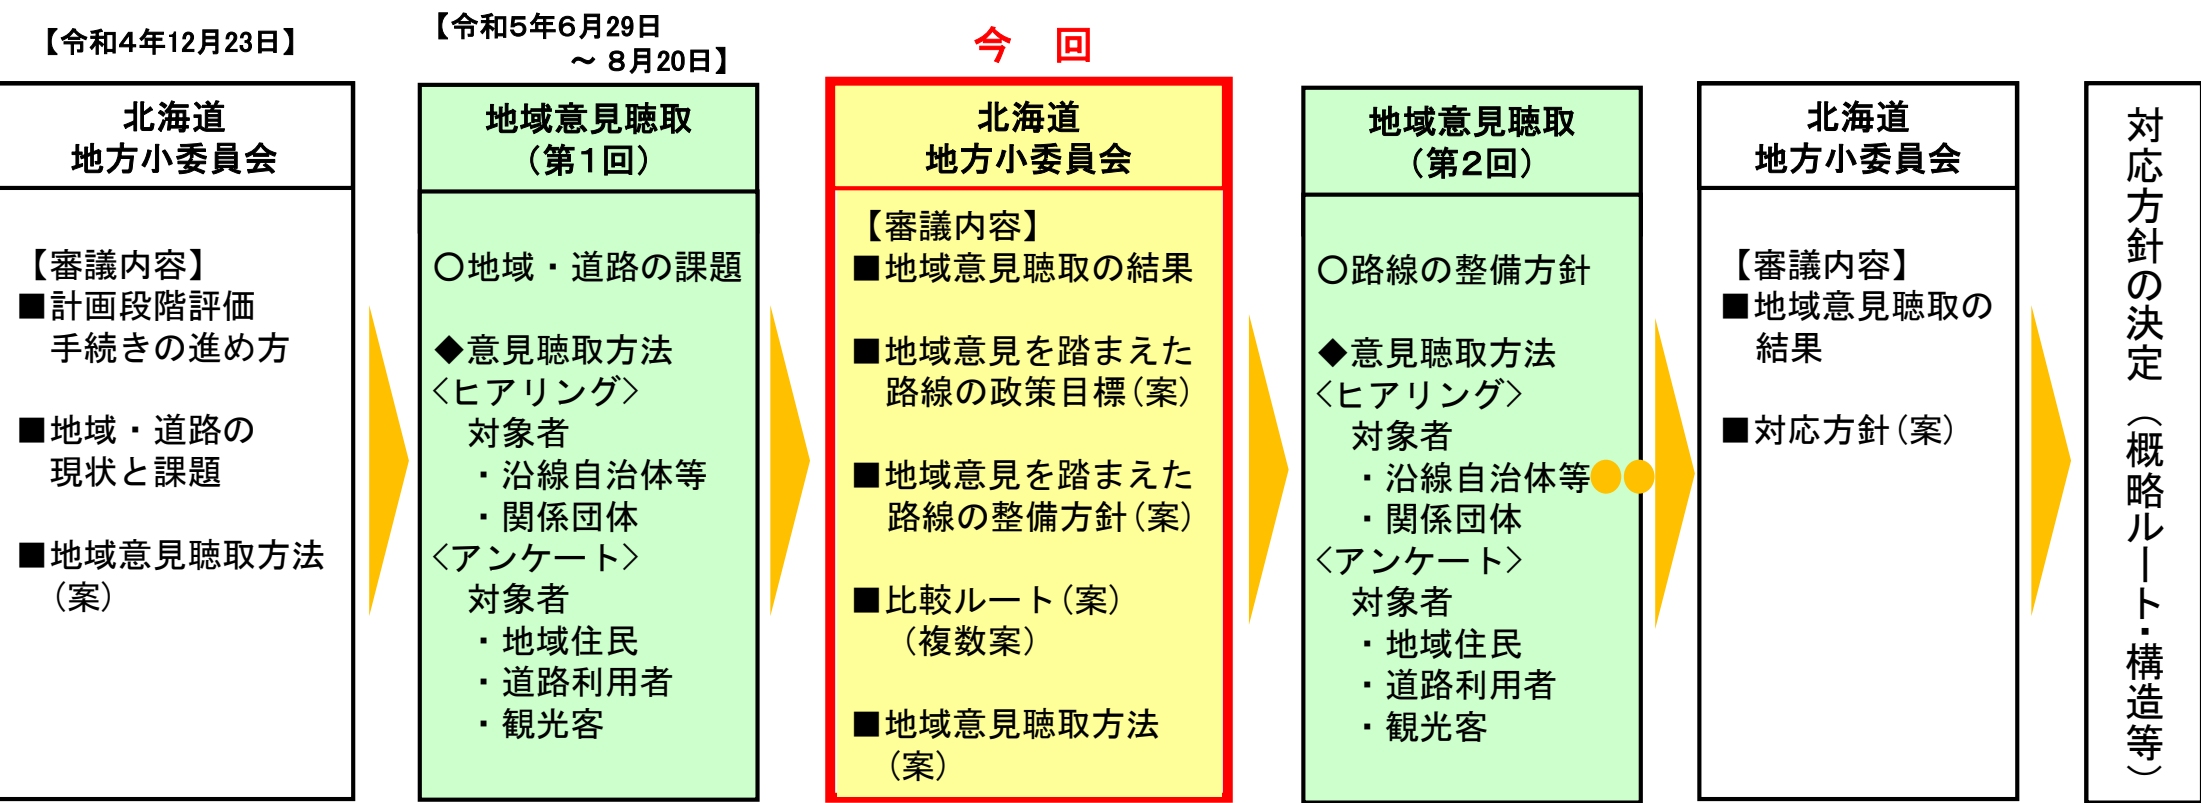 【令和４年12月23日】
北海道
地方小委員会
【審議内容】
■計画段階評価
手続きの進め方
■地域・道路の
現状と課題
■地域意見聴取方法
（案）
【令和５年６月29日
～ ８月20日】
地域意見聴取
（第１回）
〇地域・道路の課題
◆意見聴取方法
<ヒアリング>
対象者
・沿線自治体等
・関係団体
<アンケート>
対象者
・地域住民
・道路利用者
・観光客
今　回
北海道
地方小委員会
【審議内容】
■地域意見聴取の結果
■地域意見を踏まえた
路線の政策目標（案）
■地域意見を踏まえた
路線の整備方針（案）
■比較ルート（案）
（複数案）
■地域意見聴取方法
（案）
地域意見聴取
（第２回）
〇路線の整備方針
◆意見聴取方法
<ヒアリング>
対象者
・沿線自治体等
・関係団体
<アンケート>
対象者
・地域住民
・道路利用者
・観光客
北海道
地方小委員会
【審議内容】
■地域意見聴取の
結果
■対応方針（案）
対応方針の決定（概略ルート・構造等）